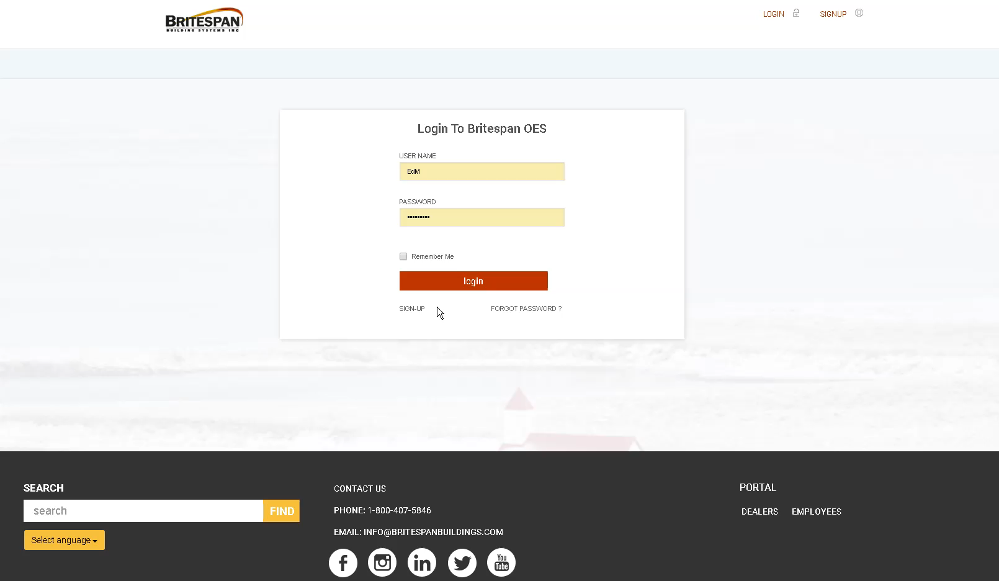 BRITESPAN
BUILDING SYSTEMS INC
LOGIN
SIGNUP
Login To Britespan OES
USER NAME
EdM
PASSWORD
•••••••••
Remember Me
login
SIGN-UP
FORGOT PASSWORD ?
SEARCH
search
FIND
Select anguage
CONTACT US
PHONE: 1-800-407-5846
EMAIL: INFO@BRITESPANBUILDINGS.COM
f
in
You
Tube
PORTAL
DEALERS
EMPLOYEES